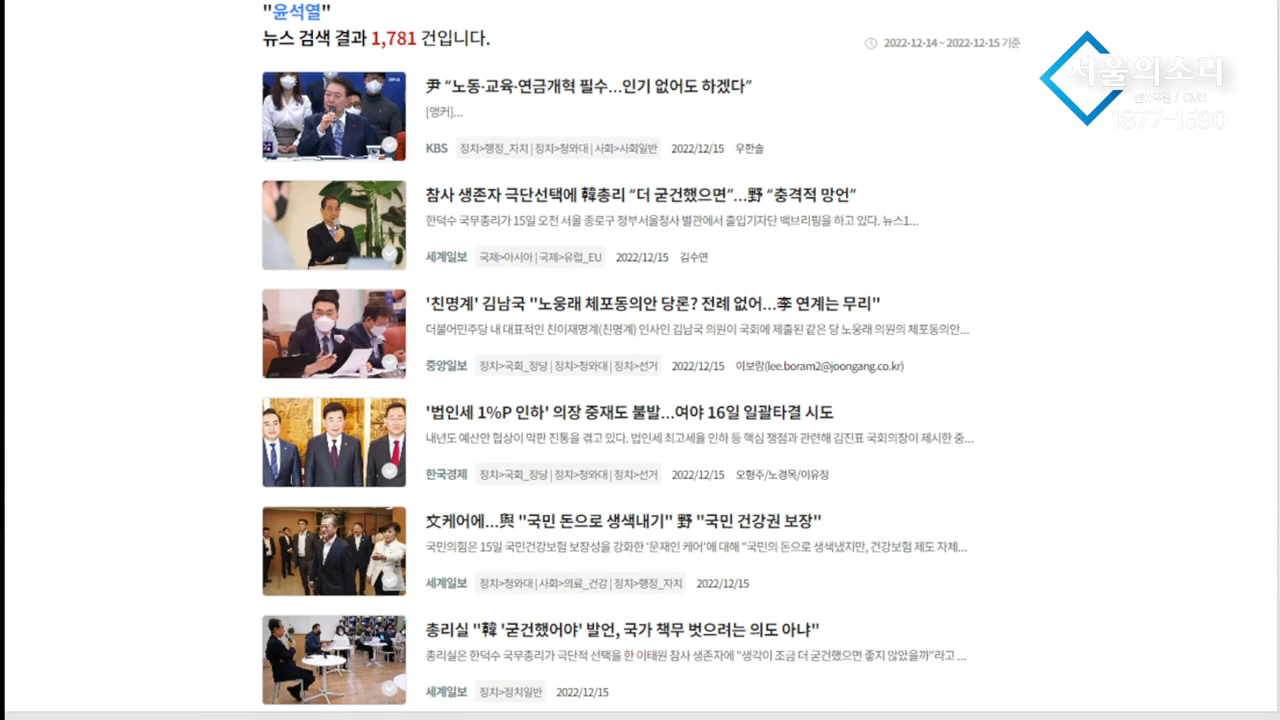 "윤석열"
뉴스 검색 결과 1,781 건입니다.
2022-12-14 ~ 2022-12-15 기준
서울의소리
1877-1580
尹 “노동·교육·연금개혁 필수...인기 없어도 하겠다”
[앵커]...
KBS 정치>행정_자치 | 정치>청와대 | 사회>사회일반 2022/12/15 우한솔
참사 생존자 극단선택에 韓총리 “더 굳건했으면”...野 “충격적 망언”
한덕수 국무총리가 15일 오전 서울 종로구 정부서울청사 별관에서 출입기자단 백브리핑을 하고 있다. 뉴스1...
세계일보 국제>아시아 | 국제>유럽_EU 2022/12/15 김수연
'친명계' 김남국 "노웅래 체포동의안 당론? 전례 없어...李 연계는 무리"
더불어민주당 내 대표적인 친이재명계(친명계) 인사인 김남국 의원이 국회에 제출된 같은 당 노웅래 의원의 체포동의안...
중앙일보 정치>국회_정당 | 정치>청와대 | 정치>선거 2022/12/15 이보람(lee.boram2@joongang.co.kr)
'법인세 1%P 인하' 의장 중재도 불발...여야 16일 일괄타결 시도
내년도 예산안 협상이 막판 진통을 겪고 있다. 법인세 최고세율 인하 등 핵심 쟁점과 관련해 김진표 국회의장이 제시한 중...
한국경제 정치>국회_정당 | 정치>청와대 | 정치>선거 2022/12/15 오형주/노경목/이유정
文케어에...與 "국민 돈으로 생색내기" 野 "국민 건강권 보장"
국민의힘은 15일 국민건강보험 보장성을 강화한 '문재인 케어'에 대해 "국민의 돈으로 생색냈지만, 건강보험 제도 자체...
세계일보 정치>청와대 | 사회>의료_건강 | 정치>행정_자치 2022/12/15
총리실 "韓 '굳건했어야' 발언, 국가 책무 벗으려는 의도 아냐"
총리실은 한덕수 국무총리가 극단적 선택을 한 이태원 참사 생존자에 "생각이 조금 더 굳건했으면 좋지 않았을까"라고 ...
세계일보 정치>정치일반 2022/12/15